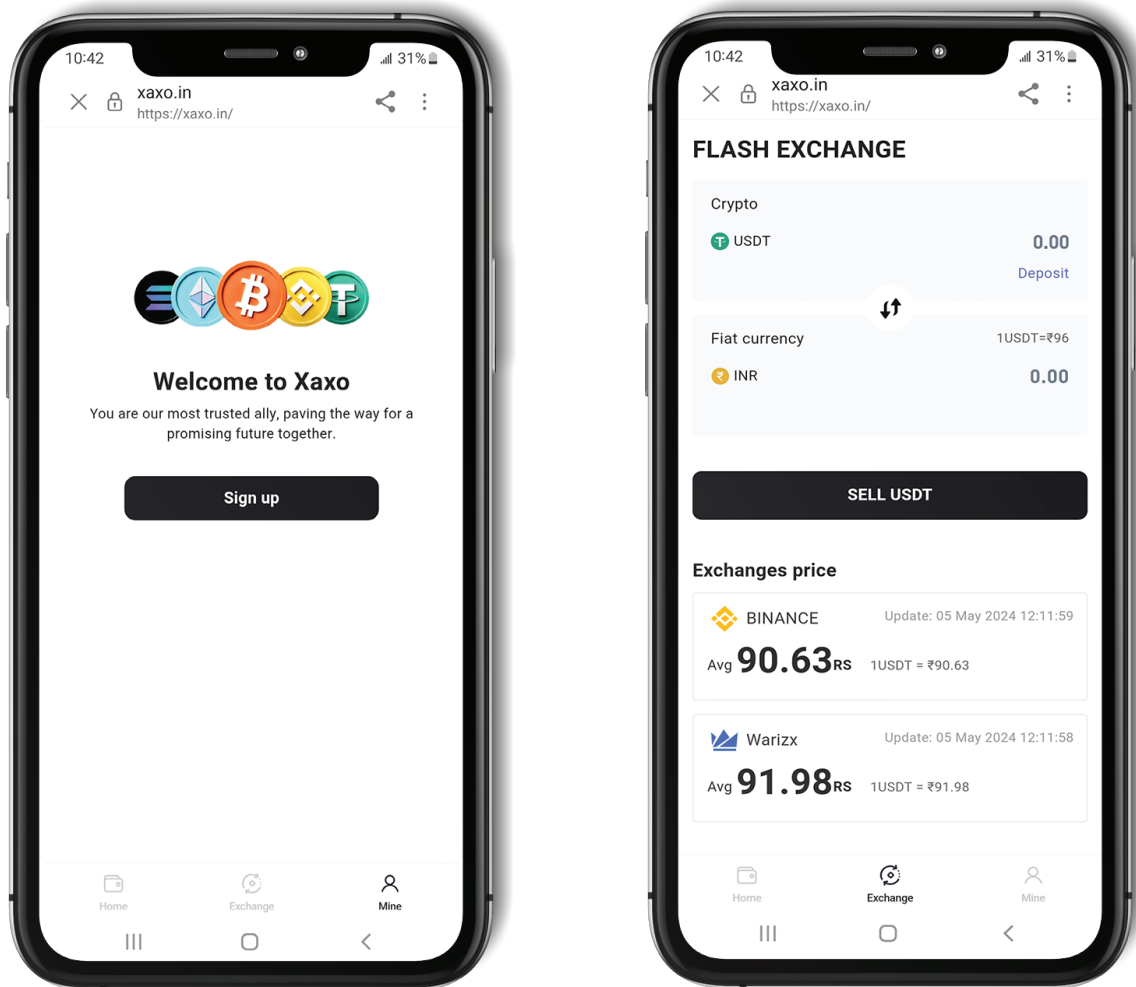 10:42
31%
xaxo.in
https://xaxo.in/
Welcome to Xaxo
You are our most trusted ally, paving the way for a
promising future together.
Sign up
Home
Exchange
Mine
10:42
31%
xaxo.in
https://xaxo.in/
FLASH EXCHANGE
Crypto
USDT
0.00
Deposit
Fiat currency
1USDT=₹96
₹
INR
0.00
SELL USDT
Exchanges price
BINANCE
Update: 05 May 2024 12:11:59
Avg 90.63RS 1USDT = ₹90.63
Warizx
Update: 05 May 2024 12:11:58
Avg 91.98RS 1USDT = ₹91.98
Home
Exchange
Mine